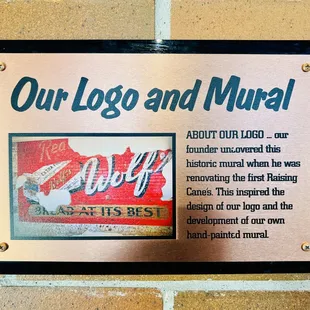 Our Logo and Mural
ABOUT OUR LOGO ... our
founder uncovered this
historic mural when he was
renovating the first Raising
Cane's. This inspired the
design of our logo and the
development of our own
hand-painted mural.
Red
Wolf
BREAD AT ITS BEST